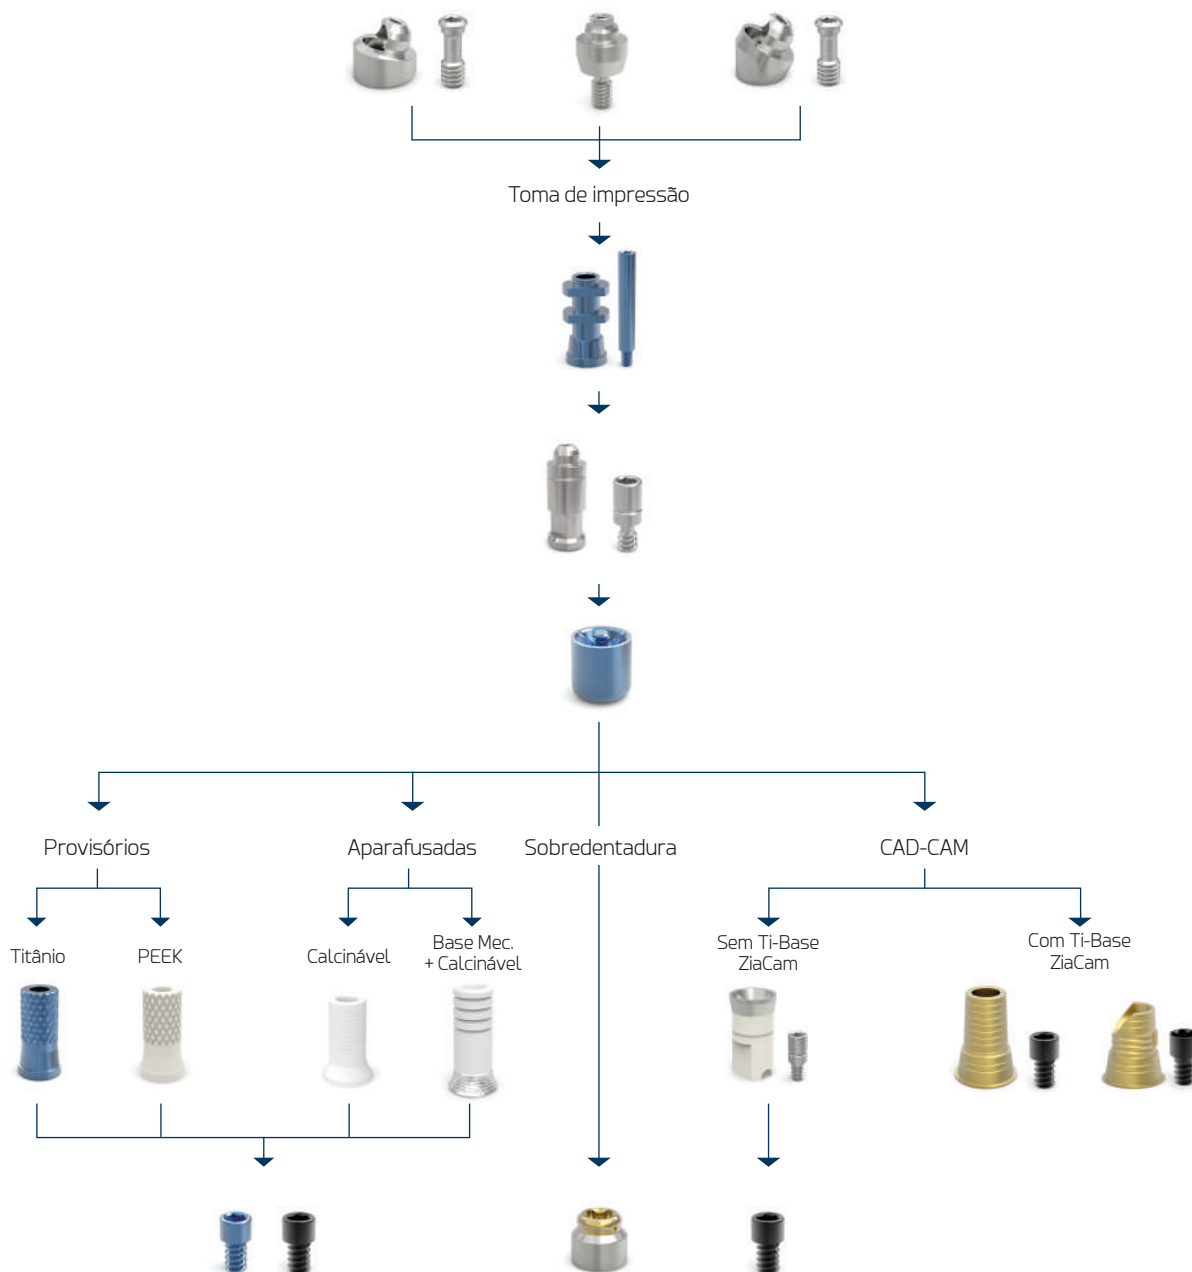 Toma de impressão
Provisórios
Aparafusadas
Sobredentadura
CAD-CAM
Titânio
PEEK
Calcinável
Base Mec.
+ Calcinável
Sem Ti-Base
ZiaCam
Com Ti-Base
ZiaCam